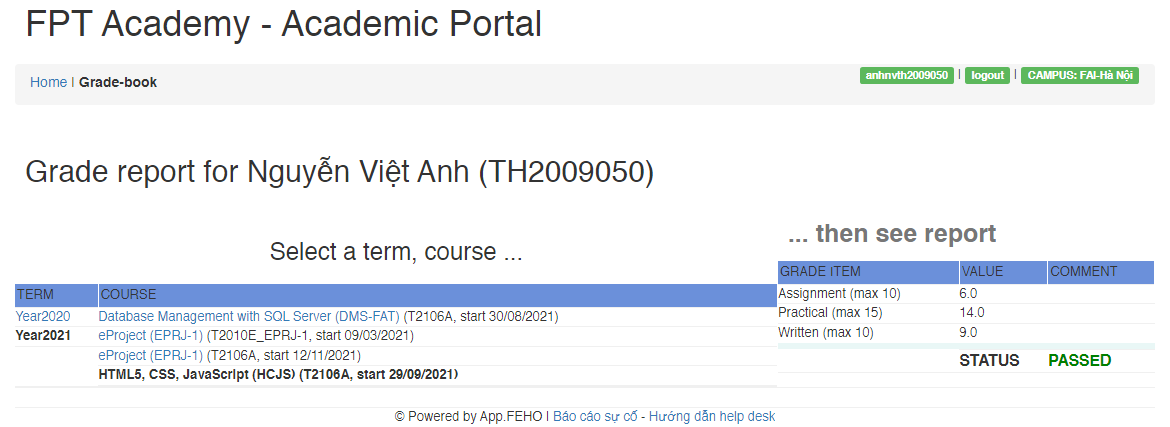 FPT Academy - Academic Portal
Home | Grade-book
anhnvth2009050 | logout | CAMPUS: FAI-Hà Nội
Grade report for Nguyễn Việt Anh (TH2009050)
Select a term, course ...
TERM COURSE
Year2020 Database Management with SQL Server (DMS-FAT) (T2106A, start 30/08/2021)
Year2021 eProject (EPRJ-1) (T2010E_EPRJ-1, start 09/03/2021)
eProject (EPRJ-1) (T2106A, start 12/11/2021)
HTML5, CSS, JavaScript (HCJS) (T2106A, start 29/09/2021)
... then see report
GRADE ITEM VALUE COMMENT
Assignment (max 10) 6.0
Practical (max 15) 14.0
Written (max 10) 9.0
STATUS PASSED
© Powered by App.FEHO | Báo cáo sự cố - Hướng dẫn help desk